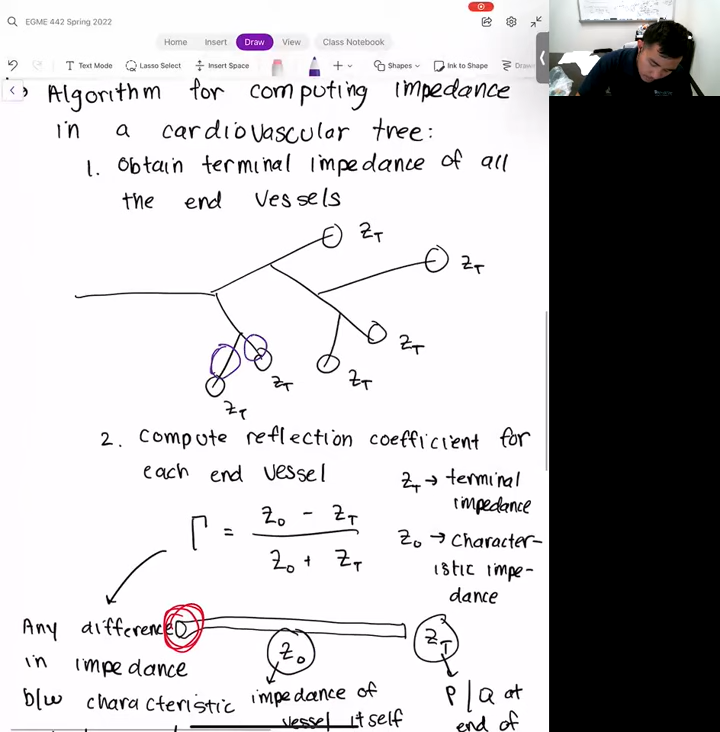 EGME 442 Spring 2022
Home Insert Draw View Class Notebook
Text Mode Lasso Select Insert Space Shapes Ink to Shape Draw
Algorithm for computing impedance
in a cardiovascular tree:
1. Obtain terminal impedance of all
the end vessels
Z_T
Z_T
Z_T
Z_T
Z_T
Z_T
2. Compute reflection coefficient for
each end vessel
Z_T → terminal
impedance
Γ = (Z_0 - Z_T) / (Z_0 + Z_T)
Z_0 → Character-
istic impe-
dance
Any difference
in impedance
b/w characteristic
Z_0
impedance of
vessel itself
Z_T
P/Q at
end of